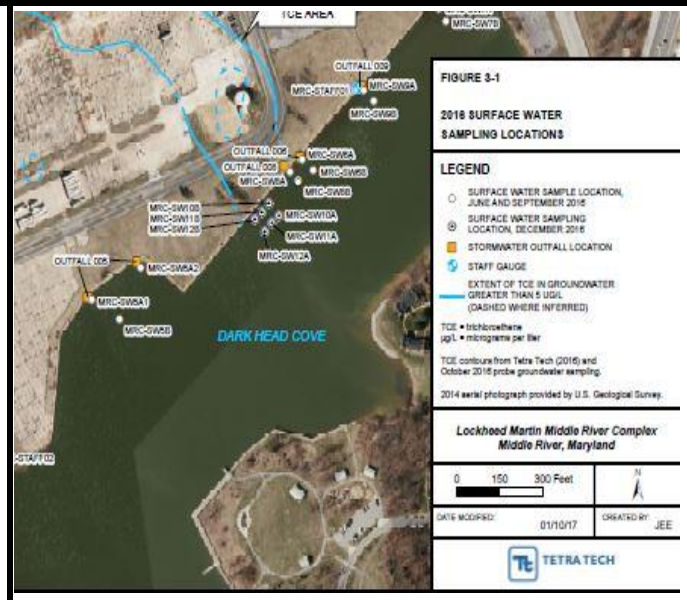 TCE AREA
MRC-SW7B
OUTFALL 009
MRC-STAFF01
MRC-SW9A
MRC-SW9B
OUTFALL 006
MRC-SW6A
OUTFALL 008
MRC-SW6B
MRC-SW8A
MRC-SW8B
MRC-SW10B
MRC-SW11B
MRC-SW12B
MRC-SW10A
MRC-SW11A
MRC-SW12A
OUTFALL 005
MRC-SW5A2
MRC-SW5A1
MRC-SW5B
DARK HEAD COVE
-STAFF02
FIGURE 3-1
2016 SURFACE WATER
SAMPLING LOCATIONS
LEGEND
SURFACE WATER SAMPLE LOCATION,
JUNE AND SEPTEMBER 2016
SURFACE WATER SAMPLING
LOCATION, DECEMBER 2016
STORMWATER OUTFALL LOCATION
STAFF GAUGE
EXTENT OF TCE IN GROUNDWATER
GREATER THAN 5 UG/L
(DASHED WHERE INFERRED)
TCE = trichloroethene
µg/L = micrograms per liter
TCE contours from Tetra Tech (2016) and
October 2016 probe groundwater sampling.
2014 aerial photograph provided by U.S. Geological Survey.
Lockheed Martin Middle River Complex
Middle River, Maryland
0 150 300 Feet
N
DATE MODIFIED: 01/10/17
CREATED BY: JEE
Tt TETRA TECH